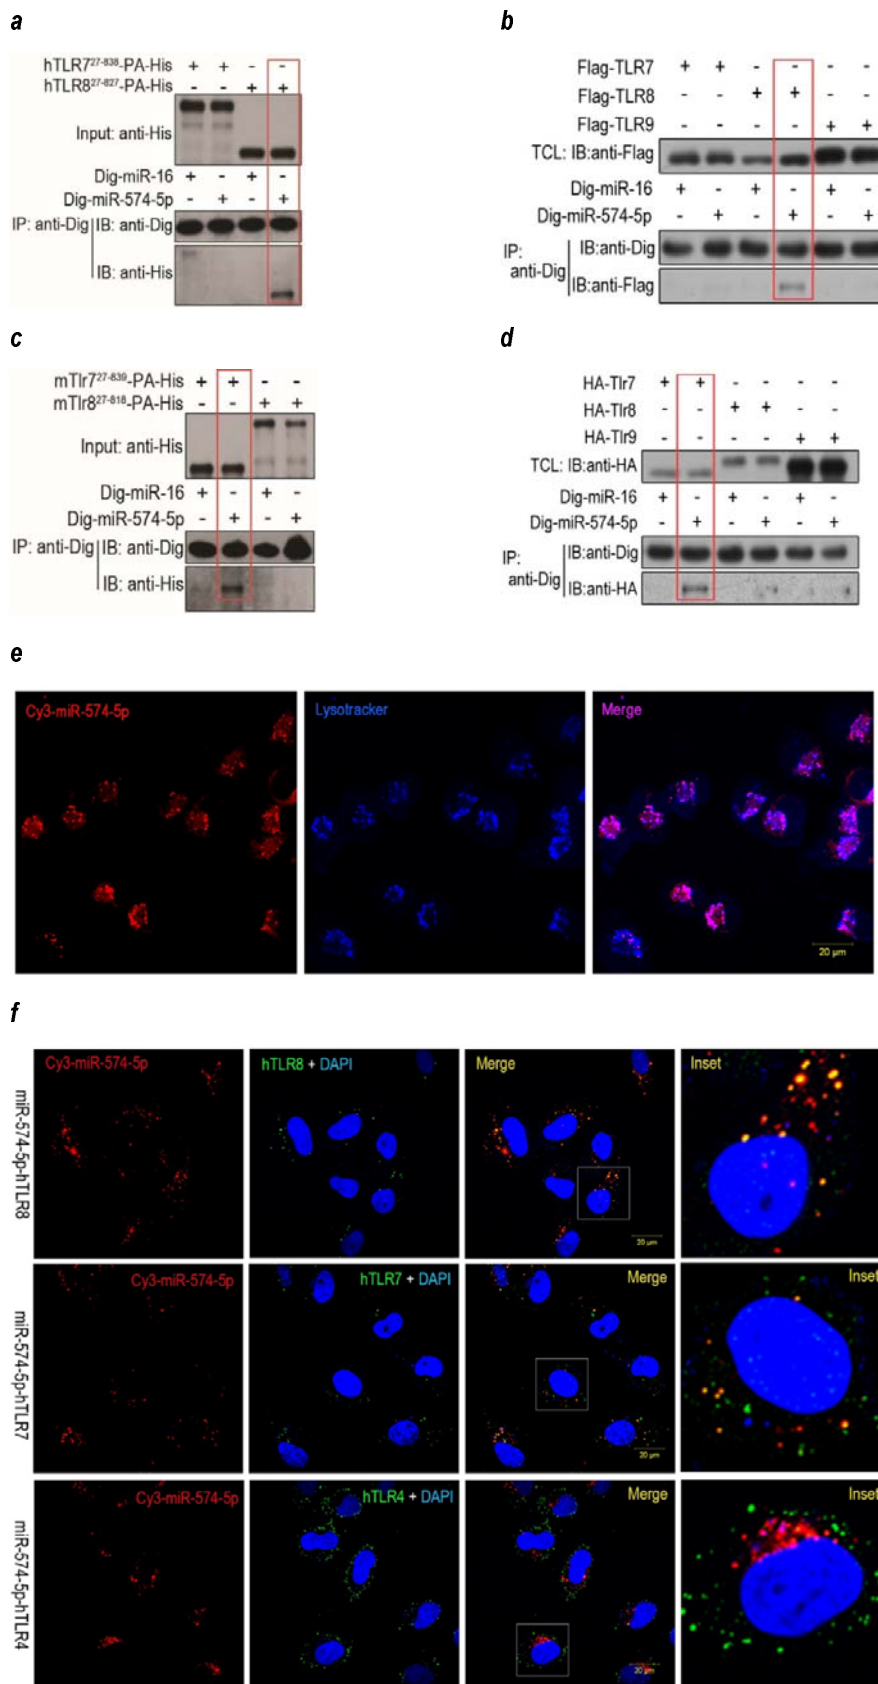 a
hTLR7²⁷⁻⁸³⁸-PA-His + + - -
hTLR8²⁷⁻⁸²⁷-PA-His - - + +
Input: anti-His
Dig-miR-16 + - + -
Dig-miR-574-5p - + - +
IP: anti-Dig IB: anti-Dig
IB: anti-His
b
Flag-TLR7 + + - - - -
Flag-TLR8 - - + + - -
Flag-TLR9 - - - - + +
TCL: IB:anti-Flag
Dig-miR-16 + - + - + -
Dig-miR-574-5p - + - + - +
IP: anti-Dig IB:anti-Dig
IB:anti-Flag
c
mTlr7²⁷⁻⁸³⁹-PA-His + + - -
mTlr8²⁷⁻⁸¹⁸-PA-His - - + +
Input: anti-His
Dig-miR-16 + - + -
Dig-miR-574-5p - + - +
IP: anti-Dig IB: anti-Dig
IB: anti-His
d
HA-Tlr7 + + - - - -
HA-Tlr8 - - + + - -
HA-Tlr9 - - - - + +
TCL: IB:anti-HA
Dig-miR-16 + - + - + -
Dig-miR-574-5p - + - + - +
IP: anti-Dig IB:anti-Dig
IB:anti-HA
e
Cy3-miR-574-5p Lysotracker Merge
20 µm
f
miR-574-5p-hTLR8
Cy3-miR-574-5p hTLR8 + DAPI Merge Inset
20 µm
miR-574-5p-hTLR7
Cy3-miR-574-5p hTLR7 + DAPI Merge Inset
20 µm
miR-574-5p-hTLR4
Cy3-miR-574-5p hTLR4 + DAPI Merge Inset
20 µm